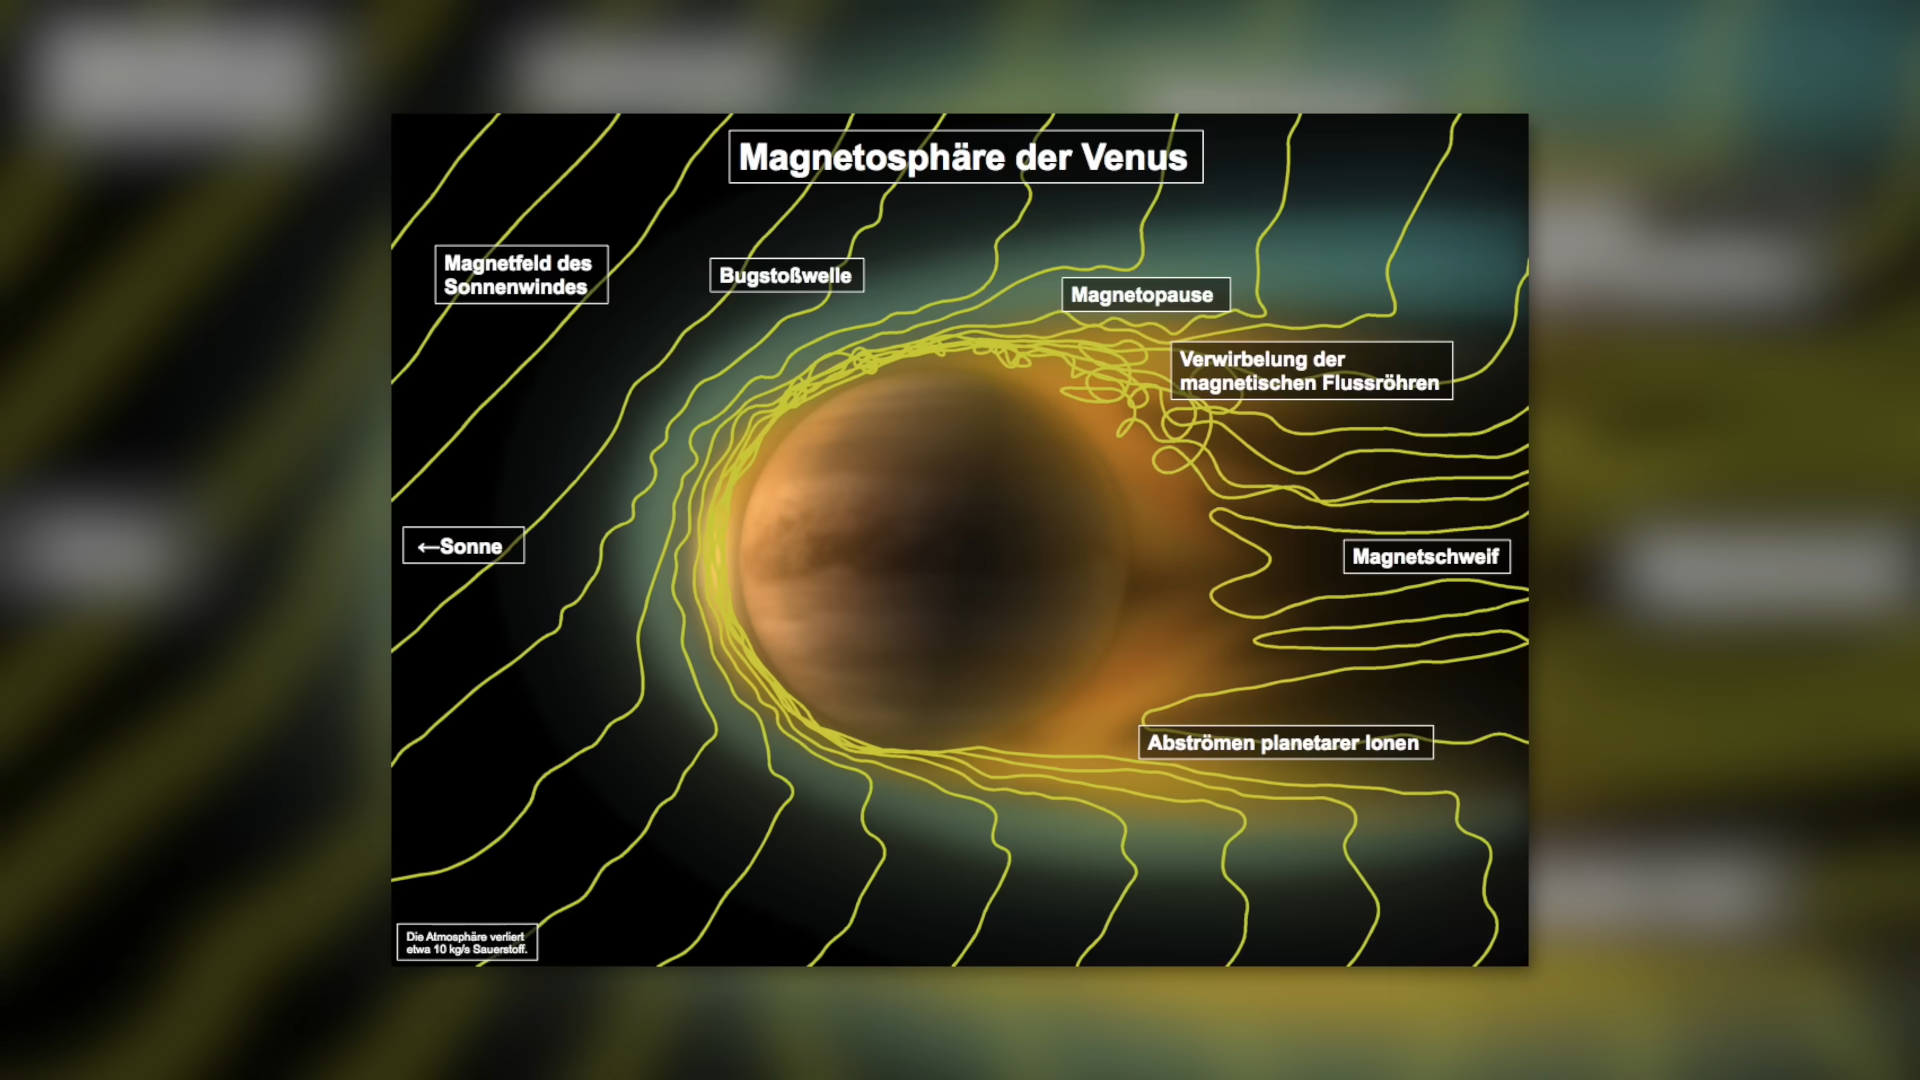 Magnetosphäre der Venus
Magnetfeld des
Sonnenwindes
Bugstoßwelle
Magnetopause
Verwirbelung der
magnetischen Flussröhren
←Sonne
Magnetschweif
Abströmen planetarer Ionen
Die Atmosphäre verliert
etwa 10 kg/s Sauerstoff.